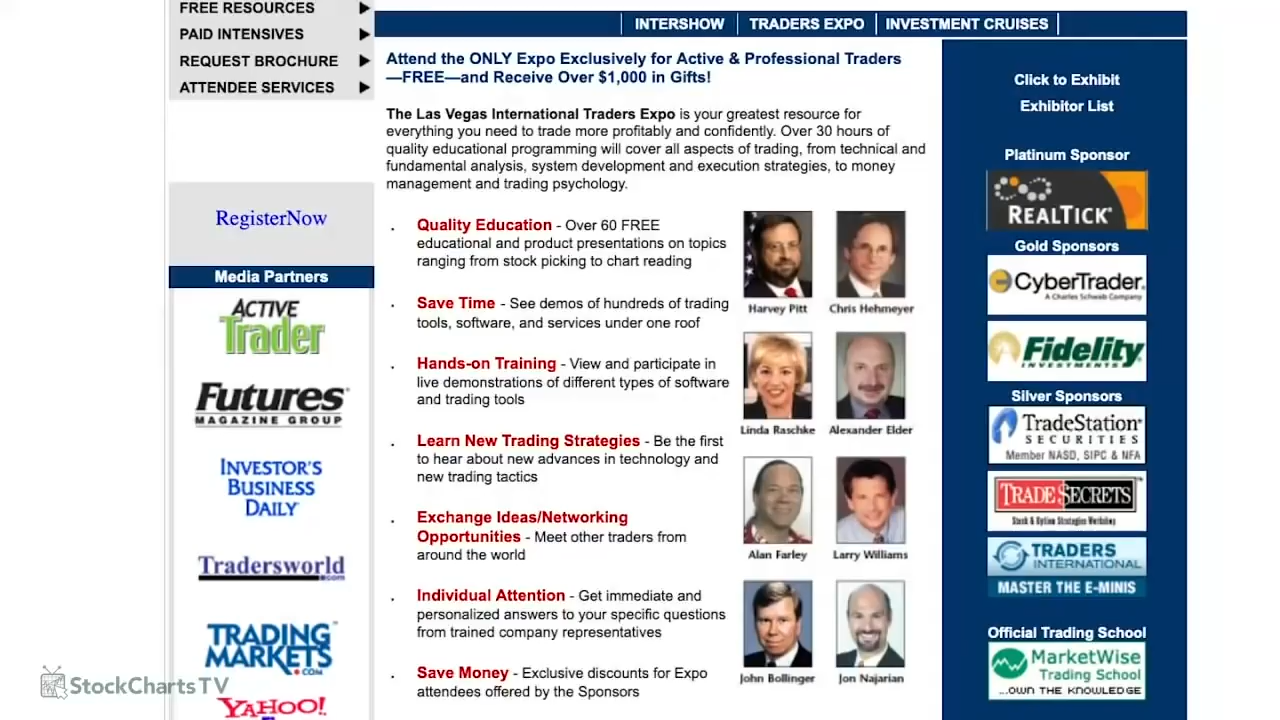 FREE RESOURCES
PAID INTENSIVES
REQUEST BROCHURE
ATTENDEE SERVICES
RegisterNow
Media Partners
ACTIVE
Trader
Futures
MAGAZINE GROUP
INVESTOR'S
BUSINESS
DAILY
Tradersworld
.com
TRADING
MARKETS
.COM
YAHOO!
INTERSHOW
TRADERS EXPO
INVESTMENT CRUISES
Attend the ONLY Expo Exclusively for Active & Professional Traders
—FREE—and Receive Over $1,000 in Gifts!
The Las Vegas International Traders Expo is your greatest resource for
everything you need to trade more profitably and confidently. Over 30 hours of
quality educational programming will cover all aspects of trading, from technical and
fundamental analysis, system development and execution strategies, to money
management and trading psychology.
Quality Education - Over 60 FREE
educational and product presentations on topics
ranging from stock picking to chart reading
Save Time - See demos of hundreds of trading
tools, software, and services under one roof
Hands-on Training - View and participate in
live demonstrations of different types of software
and trading tools
Learn New Trading Strategies - Be the first
to hear about new advances in technology and
new trading tactics
Exchange Ideas/Networking
Opportunities - Meet other traders from
around the world
Individual Attention - Get immediate and
personalized answers to your specific questions
from trained company representatives
Save Money - Exclusive discounts for Expo
attendees offered by the Sponsors
Harvey Pitt
Chris Hehmeyer
Linda Raschke
Alexander Elder
Alan Farley
Larry Williams
John Bollinger
Jon Najarian
Click to Exhibit
Exhibitor List
Platinum Sponsor
REALTICK
Gold Sponsors
CyberTrader
A Charles Schwab Company
Fidelity
INVESTMENTS
Silver Sponsors
TradeStation
SECURITIES
Member NASD, SIPC & NFA
TRADE SECRETS
Stock & Option Strategies Workshop
TRADERS
INTERNATIONAL
MASTER THE E-MINIS
Official Trading School
MarketWise
Trading School
...OWN THE KNOWLEDGE
StockCharts TV